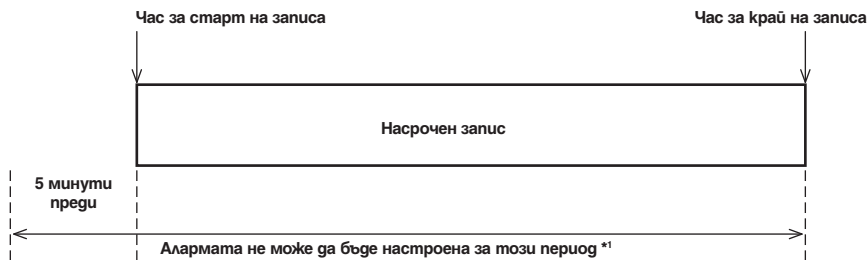 Час за старт на записа
Час за край на записа
Насрочен запис
5 минути
преди
Алармата не може да бъде настроена за този период *¹